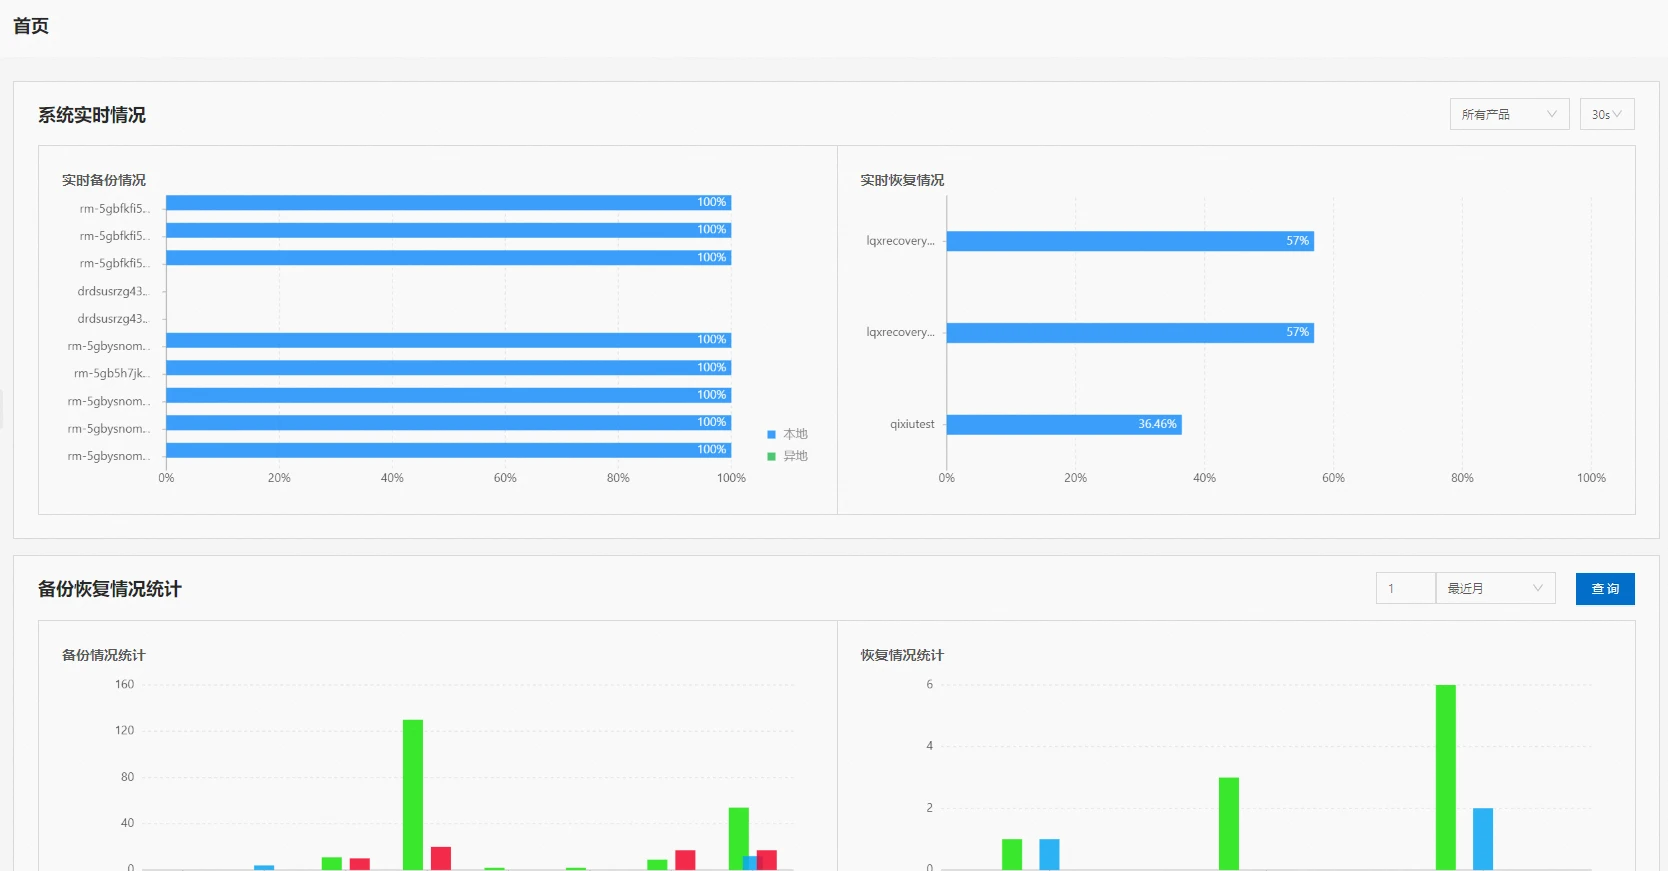 首页
系统实时情况
所有产品
30s
实时备份情况
rm-5gbfkfi5...
100%
rm-5gbfkfi5...
100%
rm-5gbfkfi5...
100%
drdsusrzg43...
drdsusrzg43...
rm-5gbysnom...
100%
rm-5gb5h7jk...
100%
rm-5gbysnom...
100%
rm-5gbysnom...
100%
rm-5gbysnom...
100%
0% 20% 40% 60% 80% 100%
本地
异地
实时恢复情况
lqxrecovery...
57%
lqxrecovery...
57%
qixiutest
36.46%
0% 20% 40% 60% 80% 100%
备份恢复情况统计
1
最近月
查询
备份情况统计
160
120
80
40
0
恢复情况统计
6
4
2
0